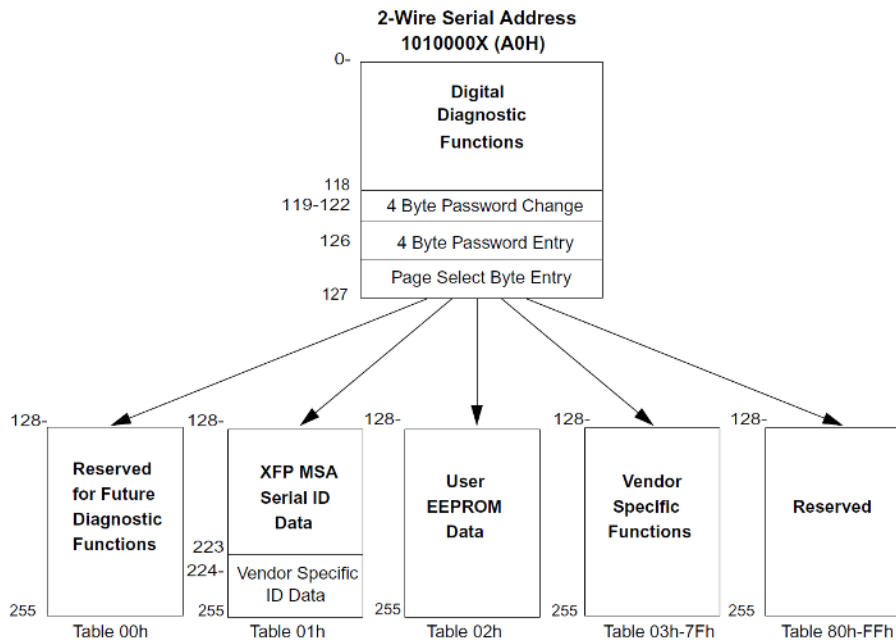 2-Wire Serial Address
1010000X (A0H)
0-
Digital
Diagnostic
Functions
118
119-122
4 Byte Password Change
126
4 Byte Password Entry
Page Select Byte Entry
127
128-
Reserved
for Future
Diagnostic
Functions
255
Table 00h
128-
XFP MSA
Serial ID
Data
223
224-
Vendor Specific
ID Data
255
Table 01h
128-
User
EEPROM
Data
255
Table 02h
128-
Vendor
Specific
Functions
255
Table 03h-7Fh
128-
Reserved
255
Table 80h-FFh